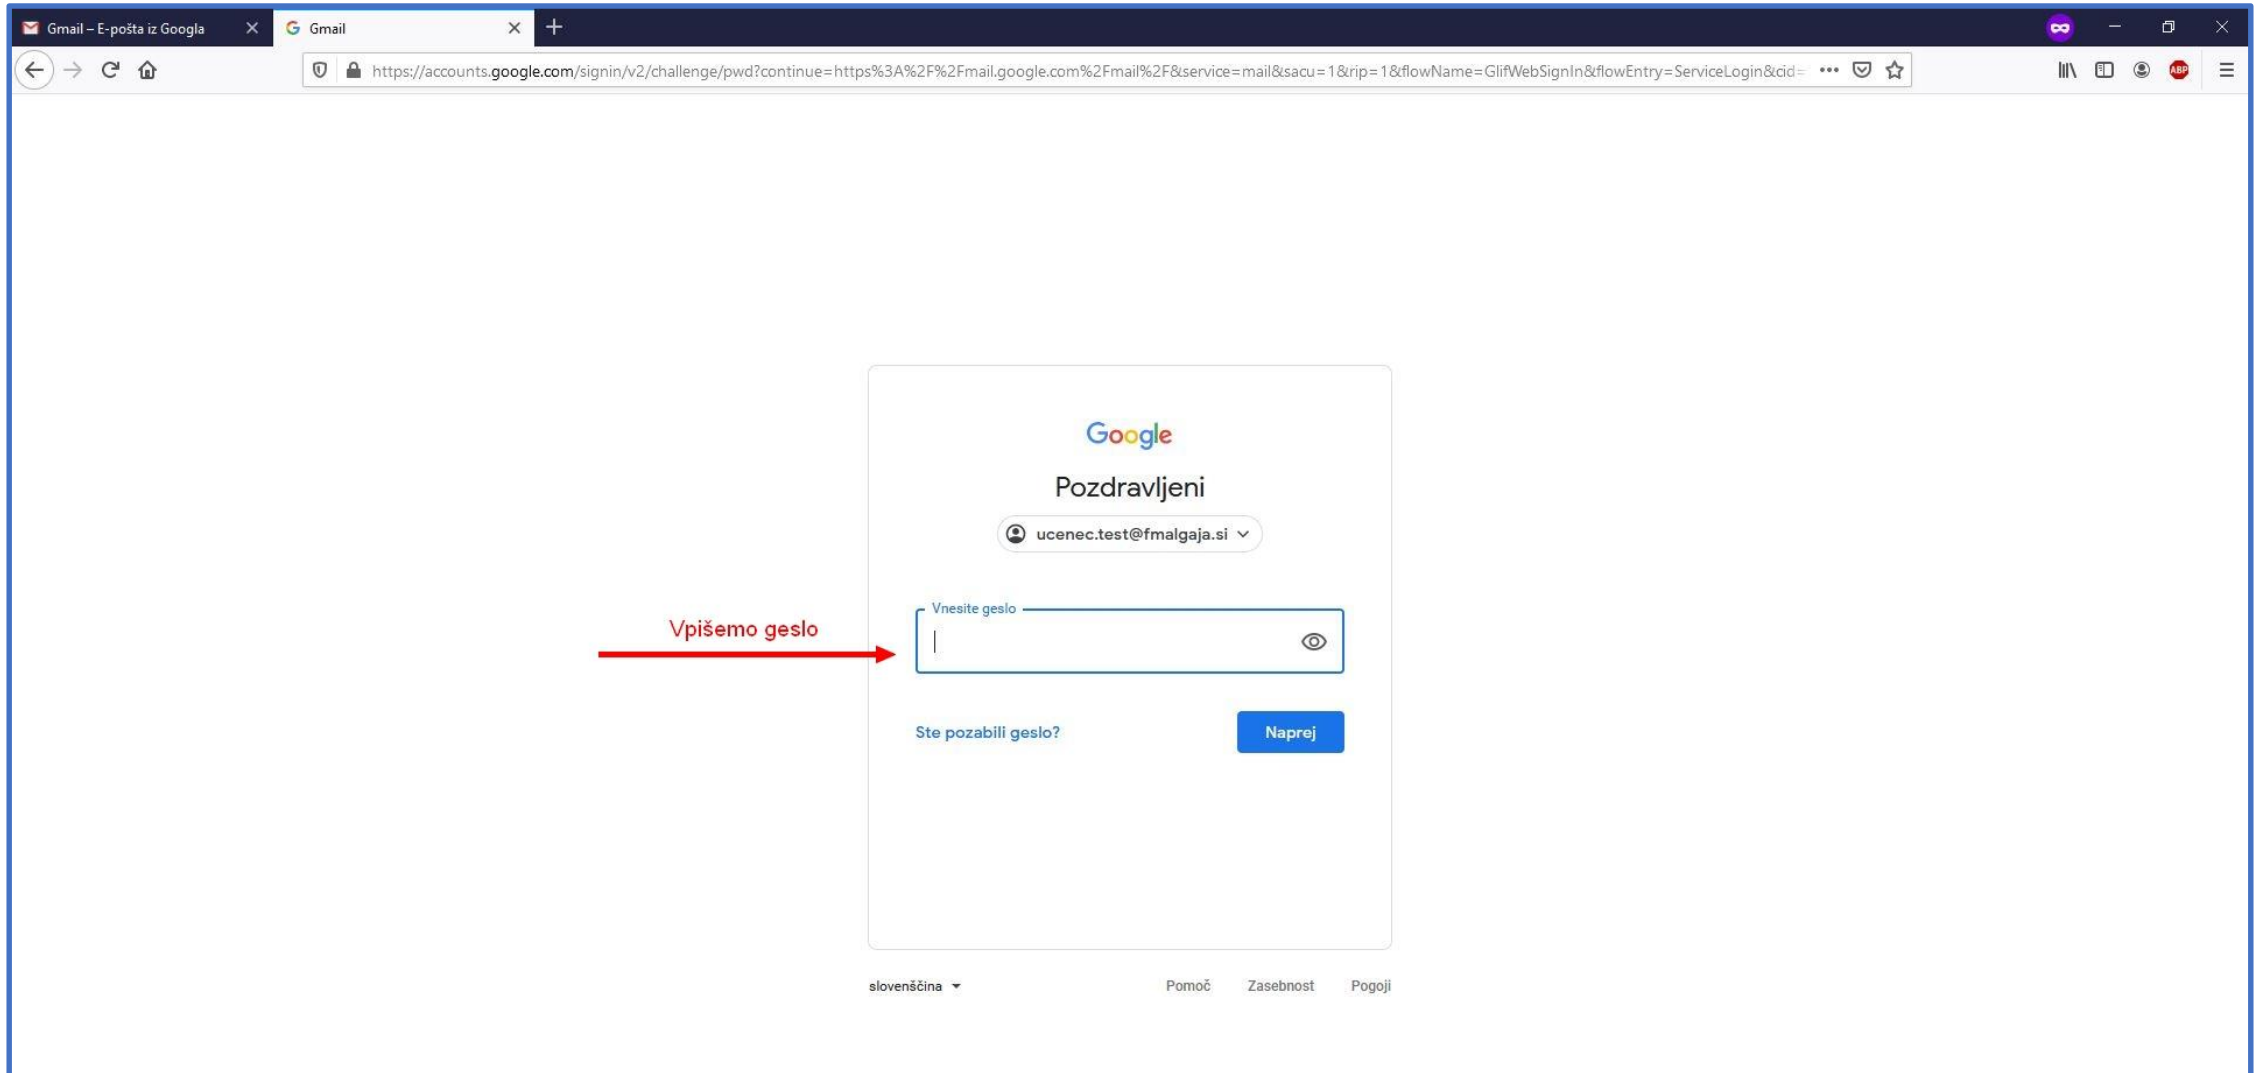 Gmail – E-pošta iz Googla
Gmail
https://accounts.google.com/signin/v2/challenge/pwd?continue=https%3A%2F%2Fmail.google.com%2Fmail%2F&service=mail&sacu=1&rip=1&flowName=GlifWebSignIn&flowEntry=ServiceLogin&cid=
ABP
Google
Pozdravljeni
ucenec.test@fmalgaja.si
Vnesite geslo
Vpišemo geslo
Ste pozabili geslo?
Naprej
slovenščina
Pomoč Zasebnost Pogoji